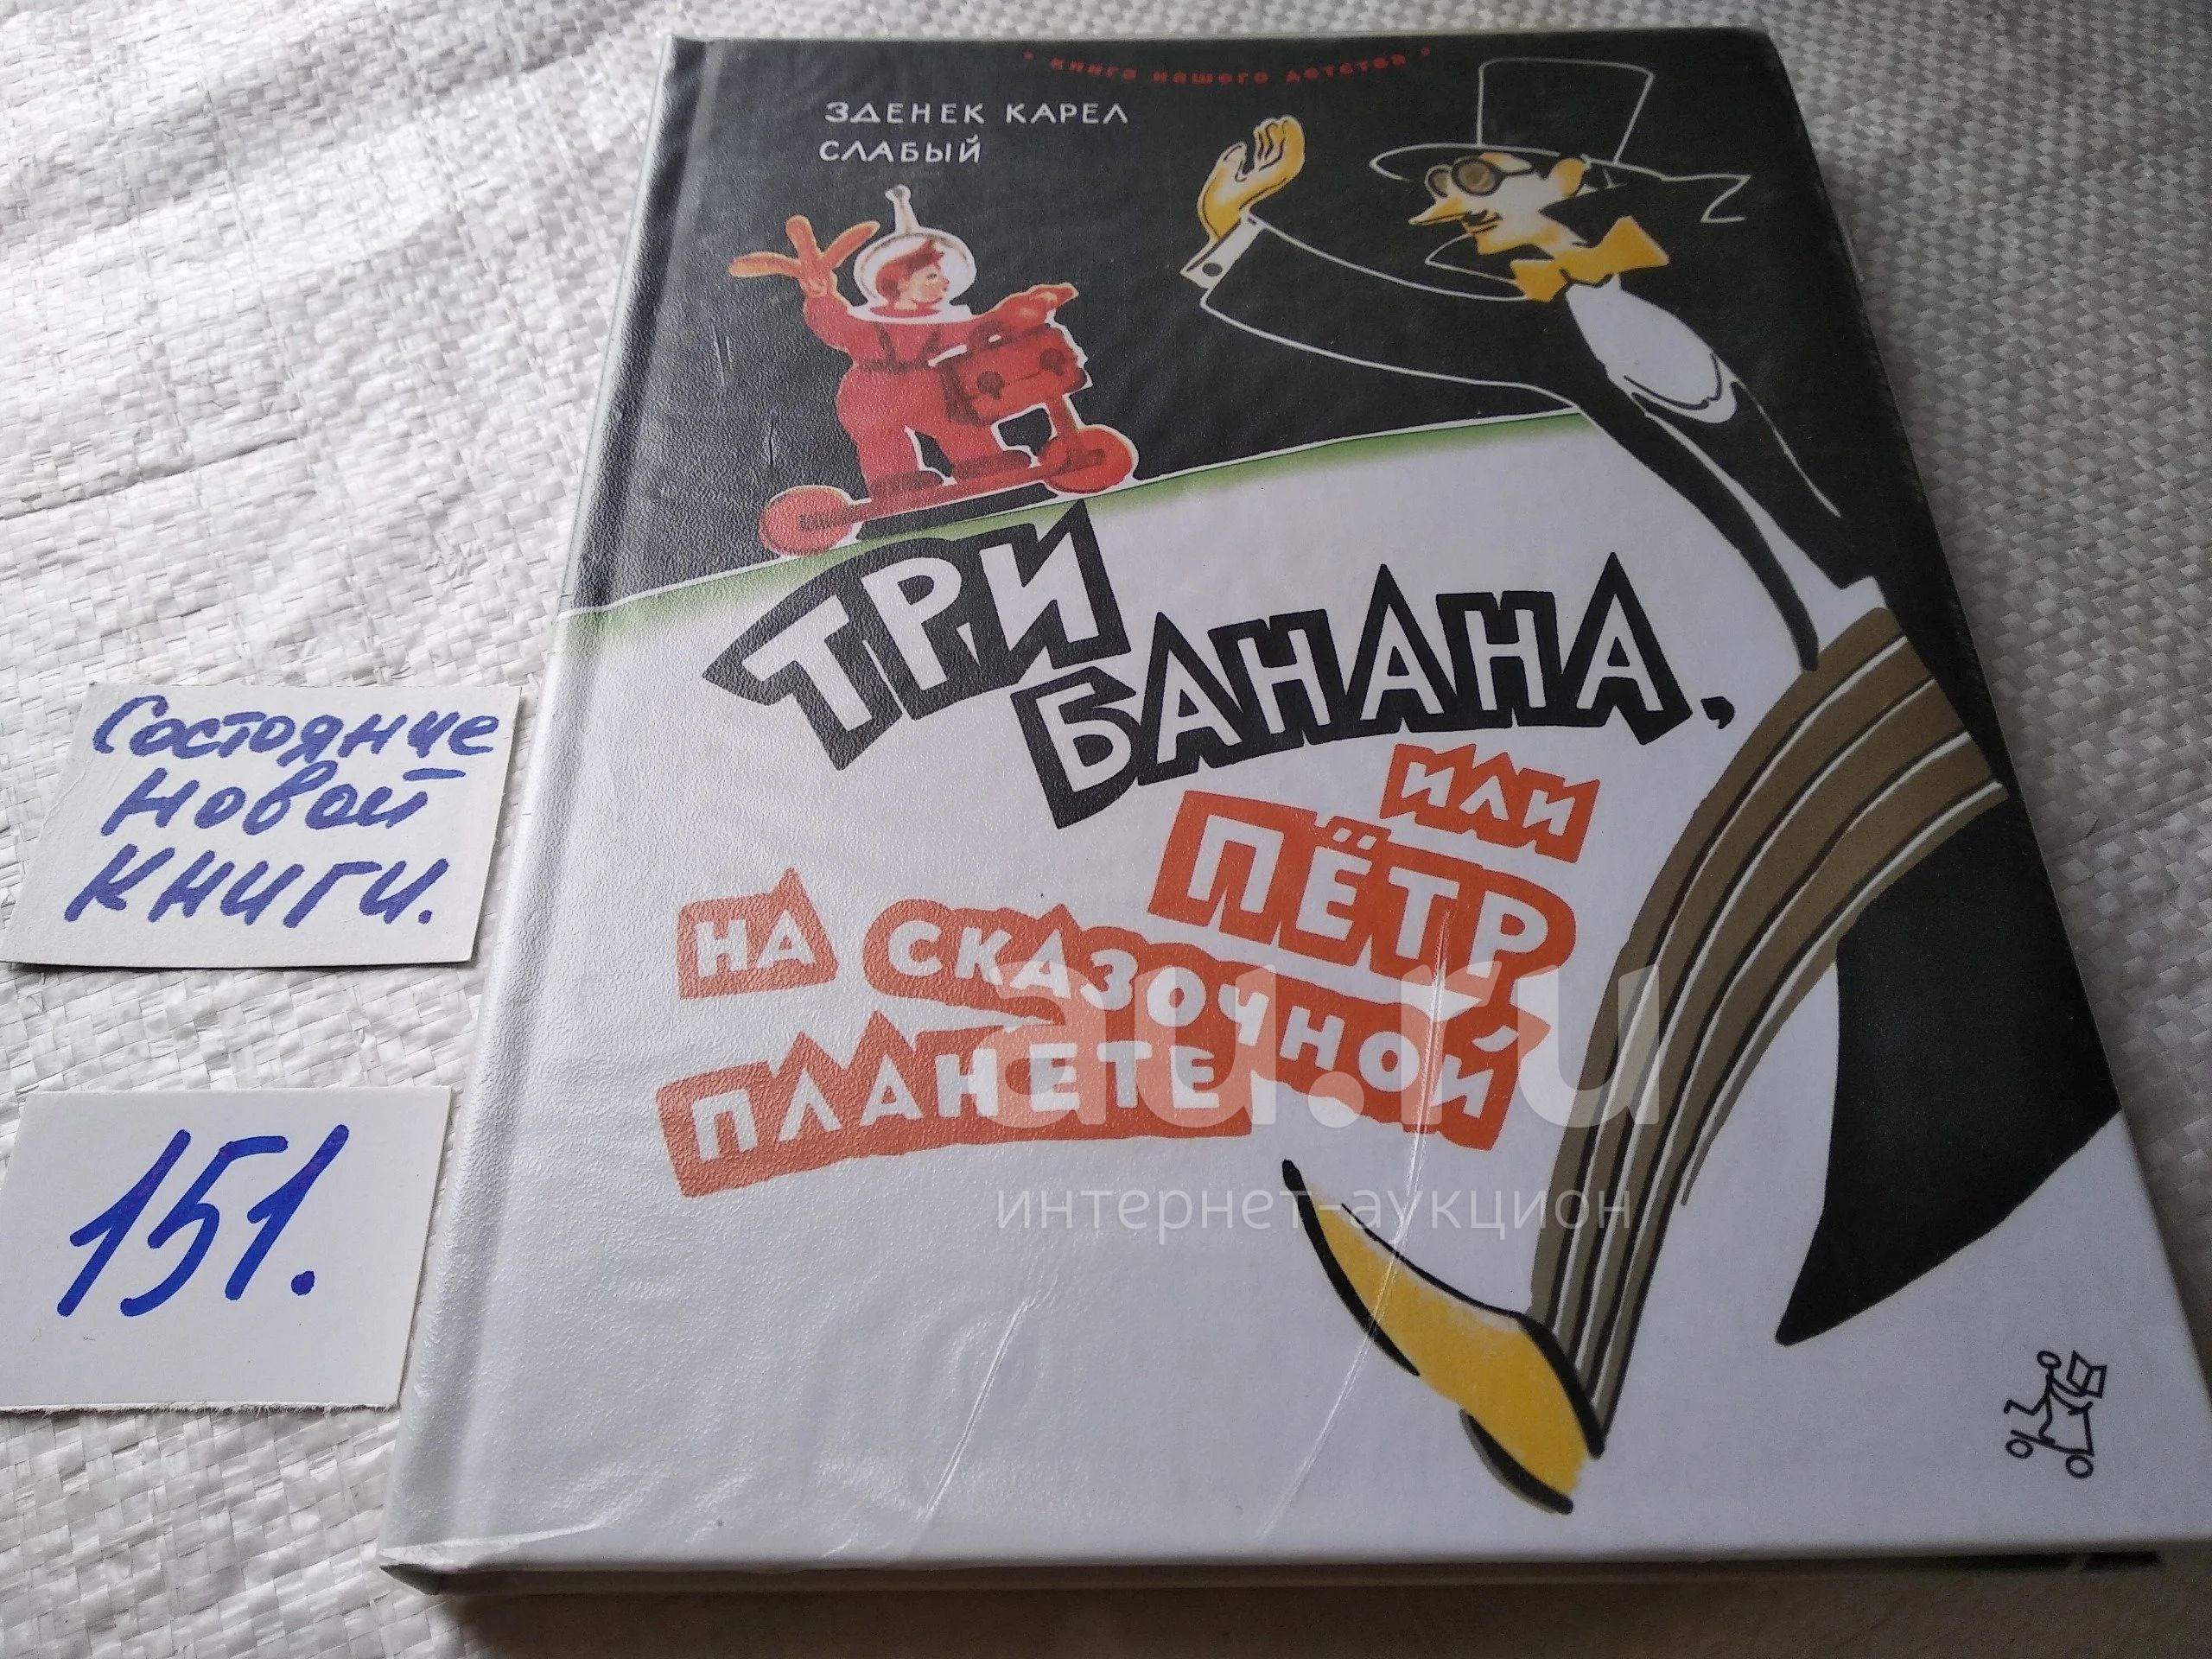 • книга нашего детства •
ЗДЕНЕК КАРЕЛ
СЛАБЫЙ
ТРИ
БАНАНА,
ИЛИ
ПЁТР
НА СКАЗОЧНОЙ
ПЛАНЕТЕ
Состояние
новой
книги.
151.
au.ru
интернет-аукцион